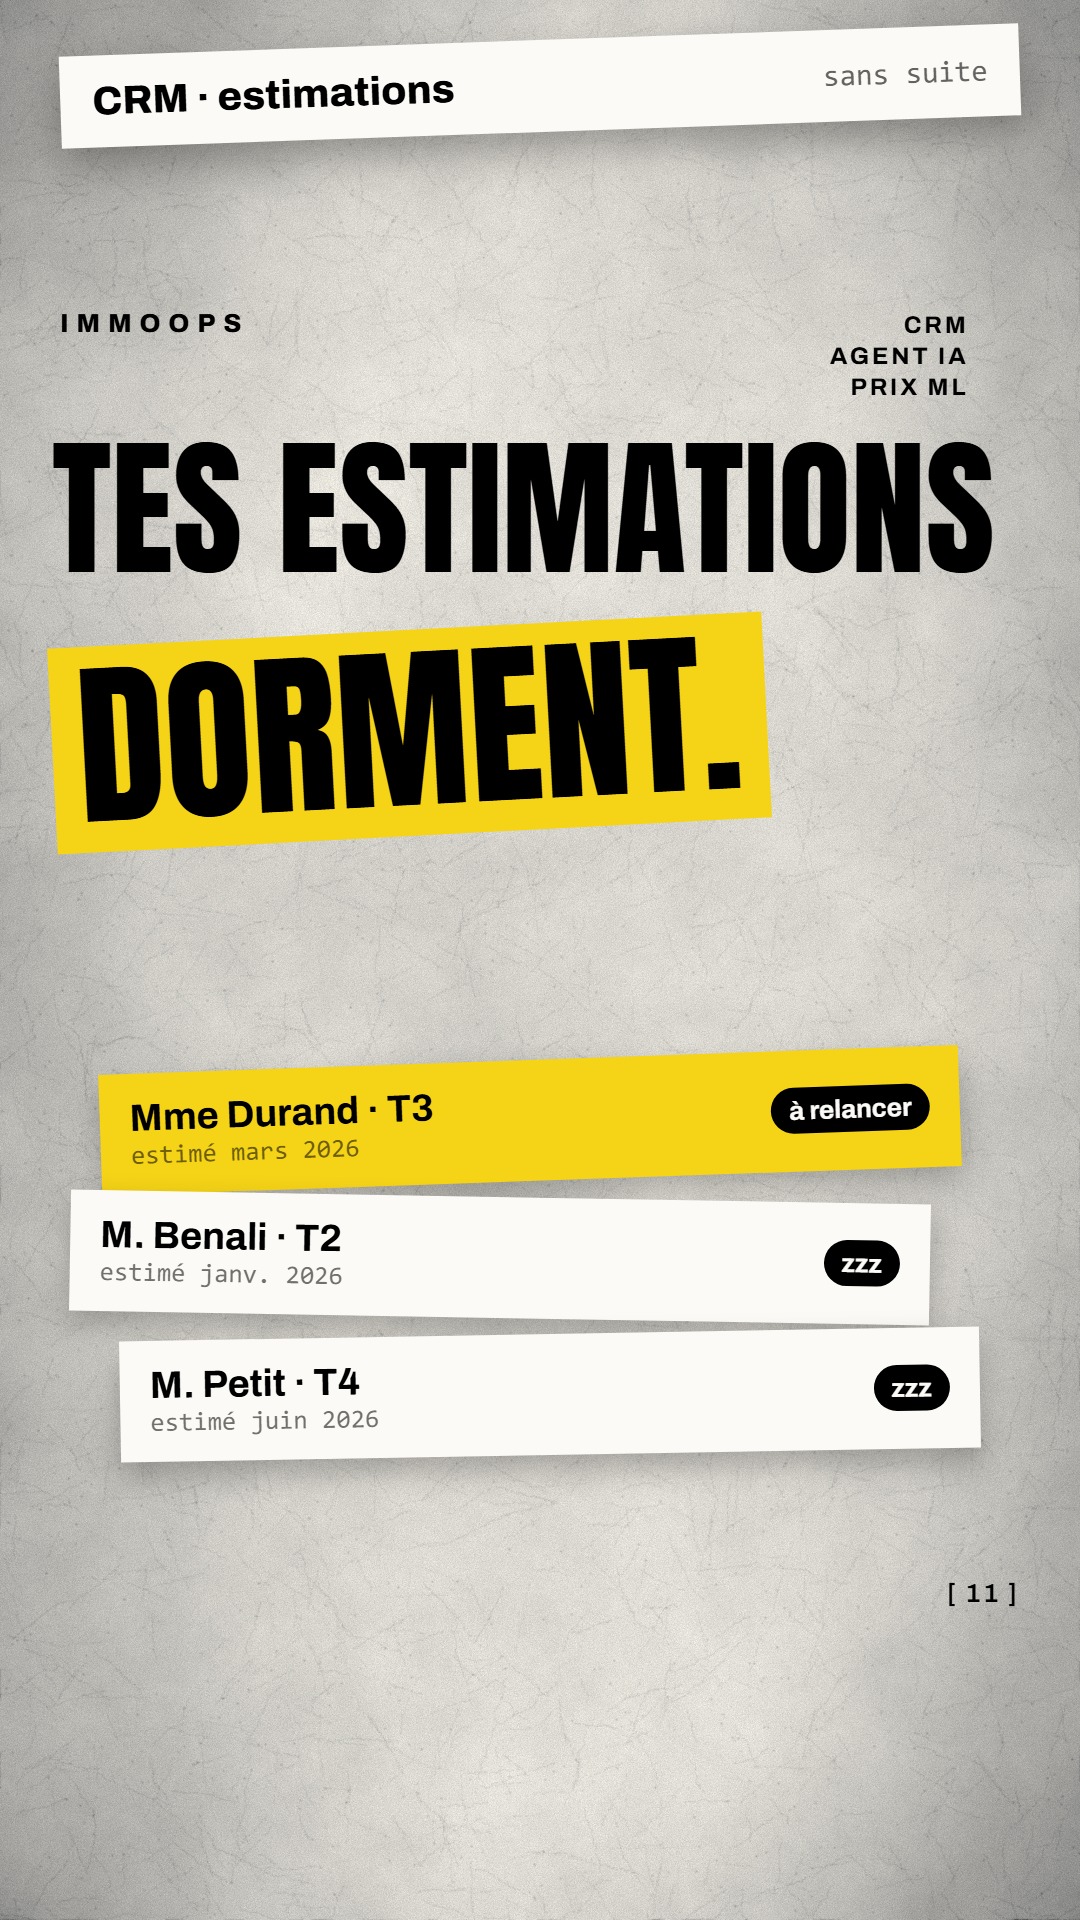 CRM · estimations
sans suite
IMMOOPS
CRM
AGENT IA
PRIX ML
TES ESTIMATIONS
DORMENT.
Mme Durand · T3
estimé mars 2026
à relancer
M. Benali · T2
estimé janv. 2026
zzz
M. Petit · T4
estimé juin 2026
zzz
[ 11 ]